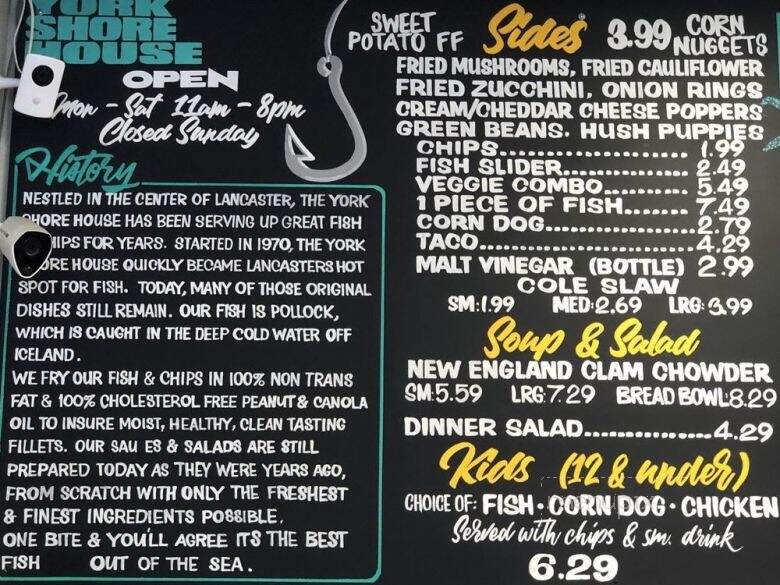 YORK
SHORE
HOUSE
OPEN
mon - Sat 11am - 8pm
Closed Sunday
History
NESTLED IN THE CENTER OF LANCASTER, THE YORK
SHORE HOUSE HAS BEEN SERVING UP GREAT FISH
HIPS FOR YEARS. STARTED IN 1970, THE YORK
ORE HOUSE QUICKLY BECAME LANCASTERS HOT
SPOT FOR FISH. TODAY, MANY OF THOSE ORIGINAL
DISHES STILL REMAIN. OUR FISH IS POLLOCK,
WHICH IS CAUGHT IN THE DEEP COLD WATER OFF
ICELAND.
WE FRY OUR FISH & CHIPS IN 100% NON TRANS
FAT & 100% CHOLESTEROL FREE PEANUT & CANOLA
OIL TO INSURE MOIST, HEALTHY, CLEAN TASTING
FILLETS. OUR SAU ES & SALADS ARE STILL
PREPARED TODAY AS THEY WERE YEARS AGO,
FROM SCRATCH WITH ONLY THE FRESHEST
& FINEST INGREDIENTS POSSIBLE.
ONE BITE & YOU'LL AGREE ITS THE BEST
FISH OUT OF THE SEA.
SWEET POTATO FF Sides 3.99 CORN NUGGETS
FRIED MUSHROOMS, FRIED CAULIFLOWER
FRIED ZUCCHINI, ONION RINGS
CREAM/CHEDDAR CHEESE POPPERS
GREEN BEANS. HUSH PUPPIES
CHIPS........................ 1.99
FISH SLIDER................ 2.49
VEGGIE COMBO............ 5.49
1 PIECE OF FISH........ 7.49
CORN DOG................. 2.79
TACO........................ 4.29
MALT VINEGAR (BOTTLE) 2.99
COLE SLAW
SM:1.99 MED:2.69 LRG:3.99
Soup & Salad
NEW ENGLAND CLAM CHOWDER
SM:5.59 LRG:7.29 BREAD BOWL:8.29
DINNER SALAD..............4.29
Kids (12 & under)
CHOICE OF: FISH • CORN DOG • CHICKEN
Served with chips & sm. drink
6.29